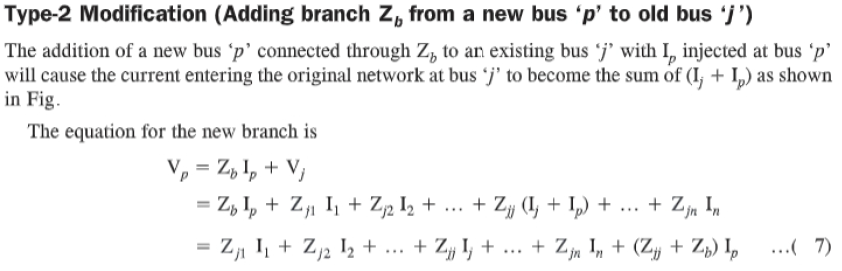 Type-2 Modification (Adding branch Z_b from a new bus ‘p’ to old bus ‘j’)
The addition of a new bus ‘p’ connected through Z_b to an existing bus ‘j’ with I_p injected at bus ‘p’
will cause the current entering the original network at bus ‘j’ to become the sum of (I_j + I_p) as shown
in Fig.
The equation for the new branch is
V_p = Z_b I_p + V_j
= Z_b I_p + Z_j1 I_1 + Z_j2 I_2 + ... + Z_jj (I_j + I_p) + ... + Z_jn I_n
= Z_j1 I_1 + Z_j2 I_2 + ... + Z_jj I_j + ... + Z_jn I_n + (Z_jj + Z_b) I_p ...( 7)